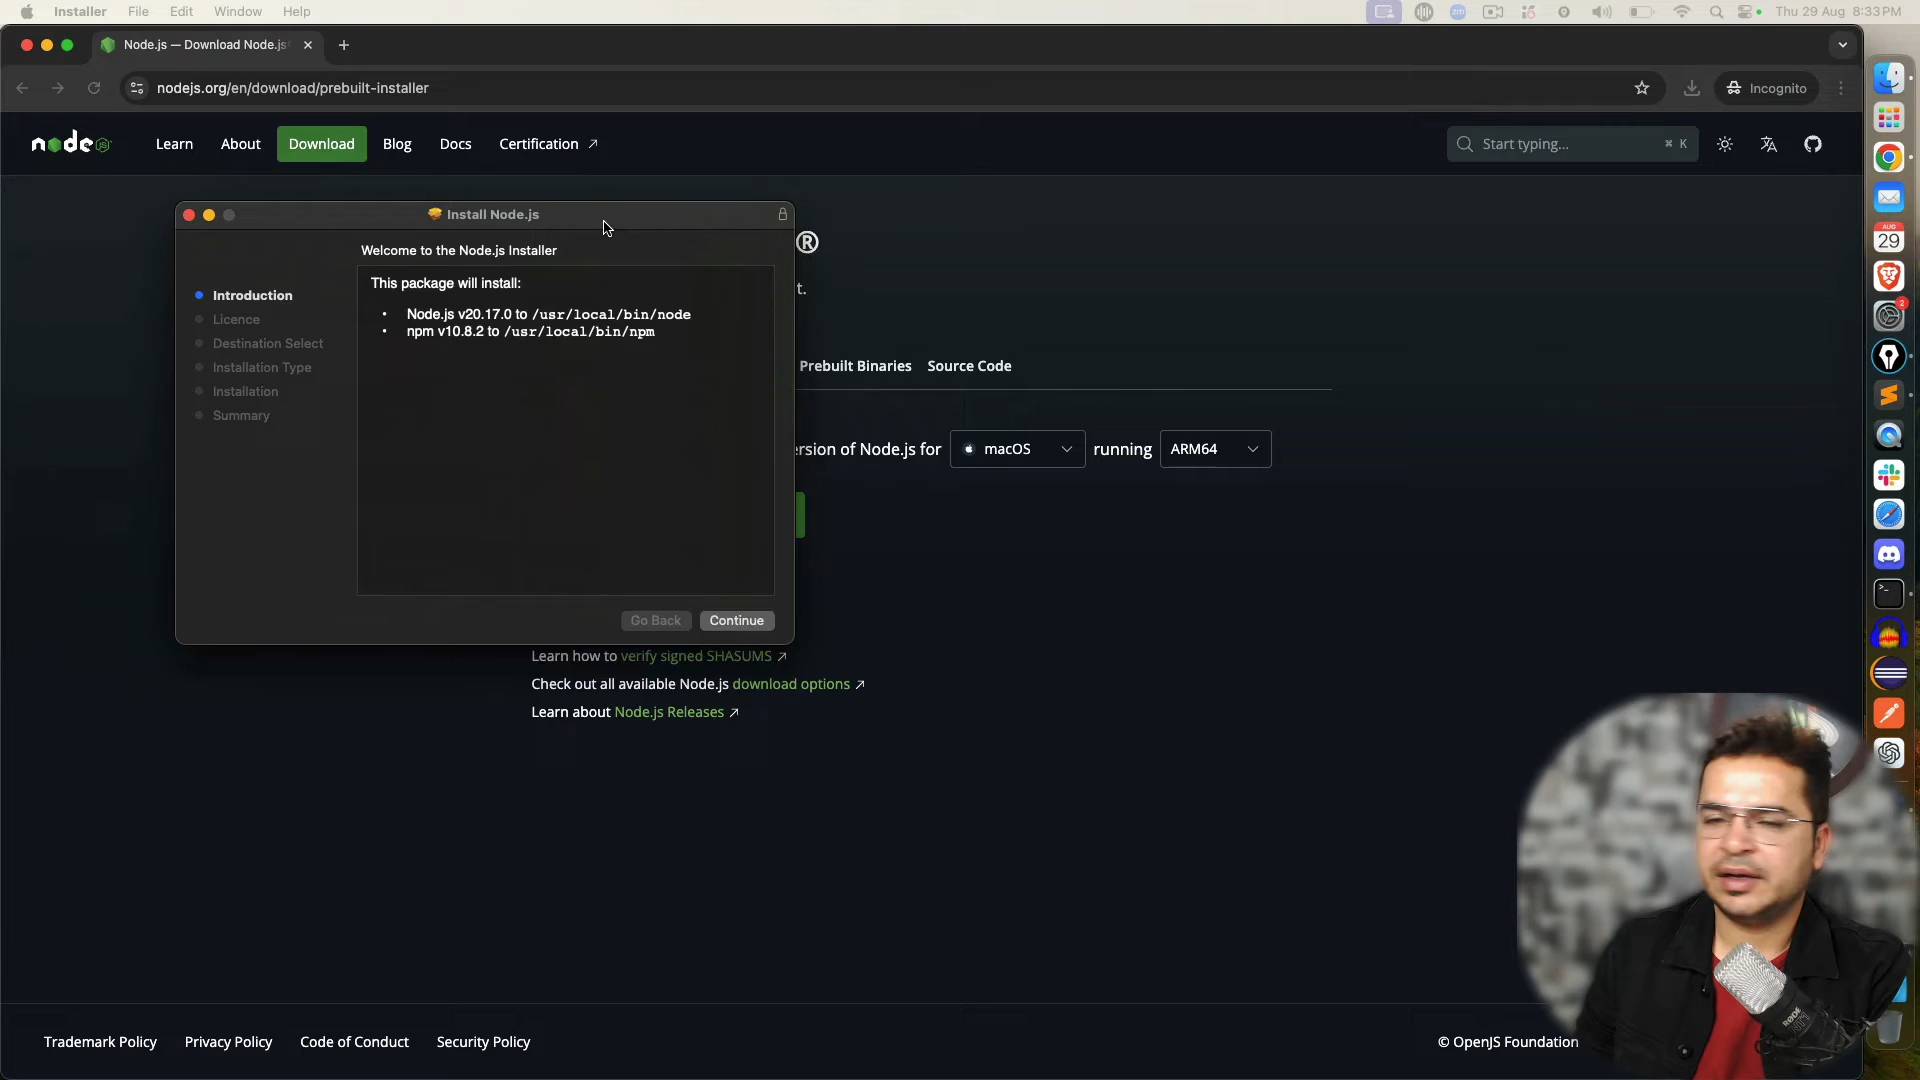 Installer File Edit Window Help
Thu 29 Aug 8:33 PM
Node.js — Download Node.js
nodejs.org/en/download/prebuilt-installer
Incognito
node
Learn About Download Blog Docs Certification
Start typing... ⌘ K
Install Node.js
®
Welcome to the Node.js Installer
This package will install:
• Node.js v20.17.0 to /usr/local/bin/node
• npm v10.8.2 to /usr/local/bin/npm
Introduction
Licence
Destination Select
Installation Type
Installation
Summary
t.
Prebuilt Binaries Source Code
ersion of Node.js for macOS running ARM64
Go Back Continue
Learn how to verify signed SHASUMS
Check out all available Node.js download options
Learn about Node.js Releases
AUG
29
2
RØDE
Trademark Policy Privacy Policy Code of Conduct Security Policy
© OpenJS Foundation